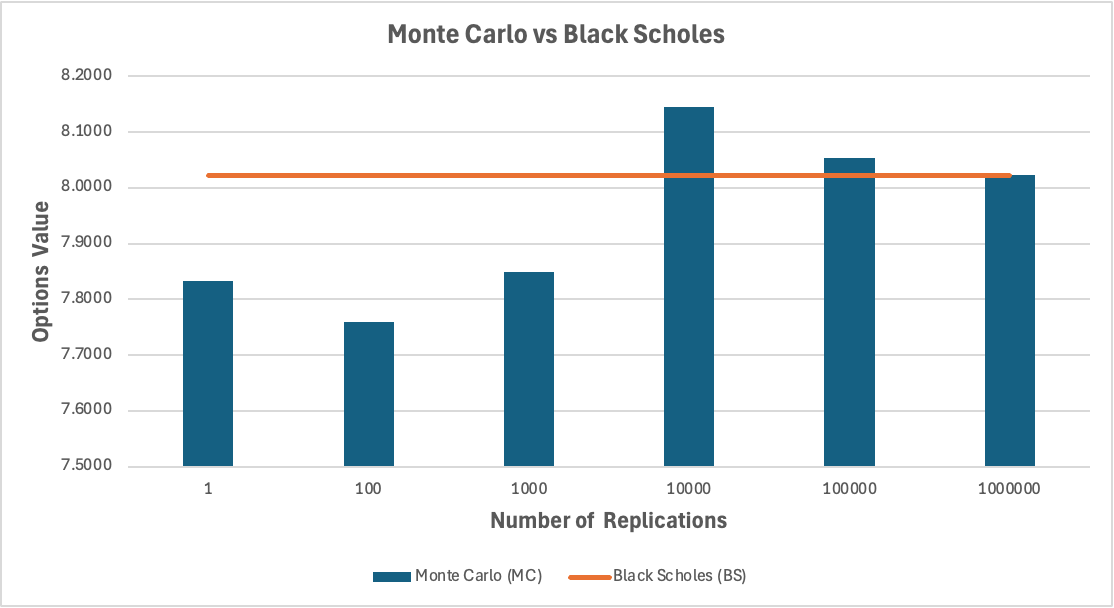 Monte Carlo vs Black Scholes
8.2000
8.1000
8.0000
7.9000
7.8000
7.7000
7.6000
7.5000
Options Value
1 100 1000 10000 100000 1000000
Number of Replications
Monte Carlo (MC) Black Scholes (BS)